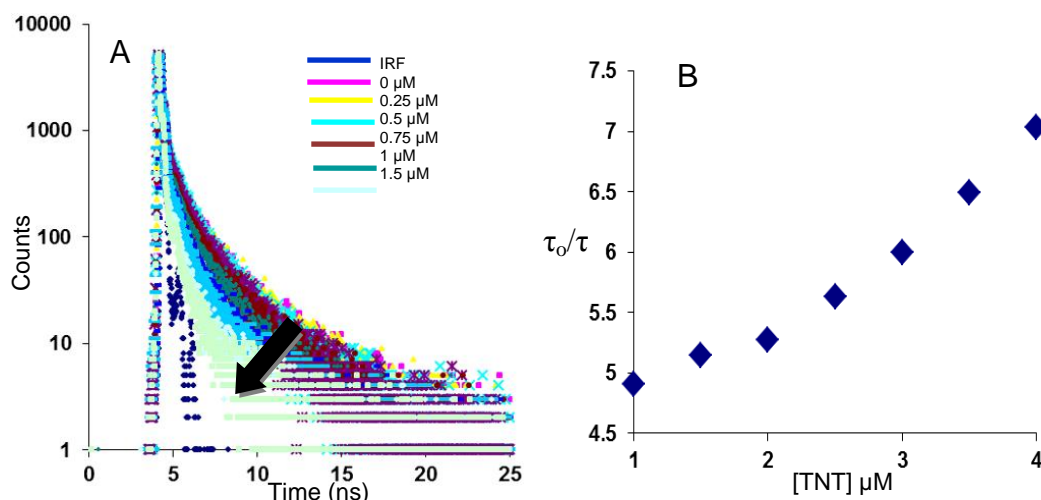 A
10000
1000
100
10
1
Counts
0
5
10
15
20
25
Time (ns)
IRF
0 µM
0.25 µM
0.5 µM
0.75 µM
1 µM
1.5 µM
B
7.5
7
6.5
6
5.5
5
4.5
τo/τ
1
2
3
4
[TNT] µM